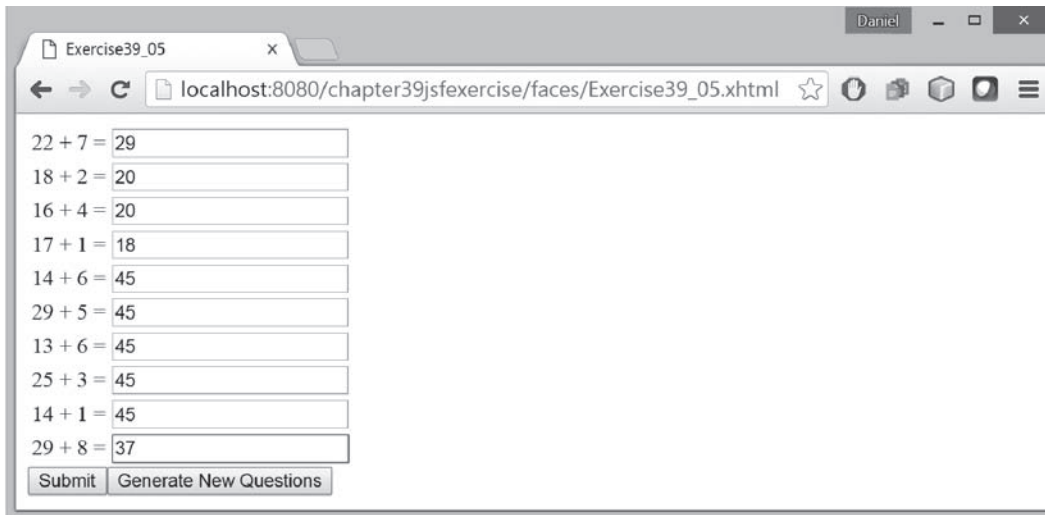 Daniel
Exercise39_05
localhost:8080/chapter39jsfexercise/faces/Exercise39_05.xhtml
22 + 7 = 29
18 + 2 = 20
16 + 4 = 20
17 + 1 = 18
14 + 6 = 45
29 + 5 = 45
13 + 6 = 45
25 + 3 = 45
14 + 1 = 45
29 + 8 = 37
Submit Generate New Questions